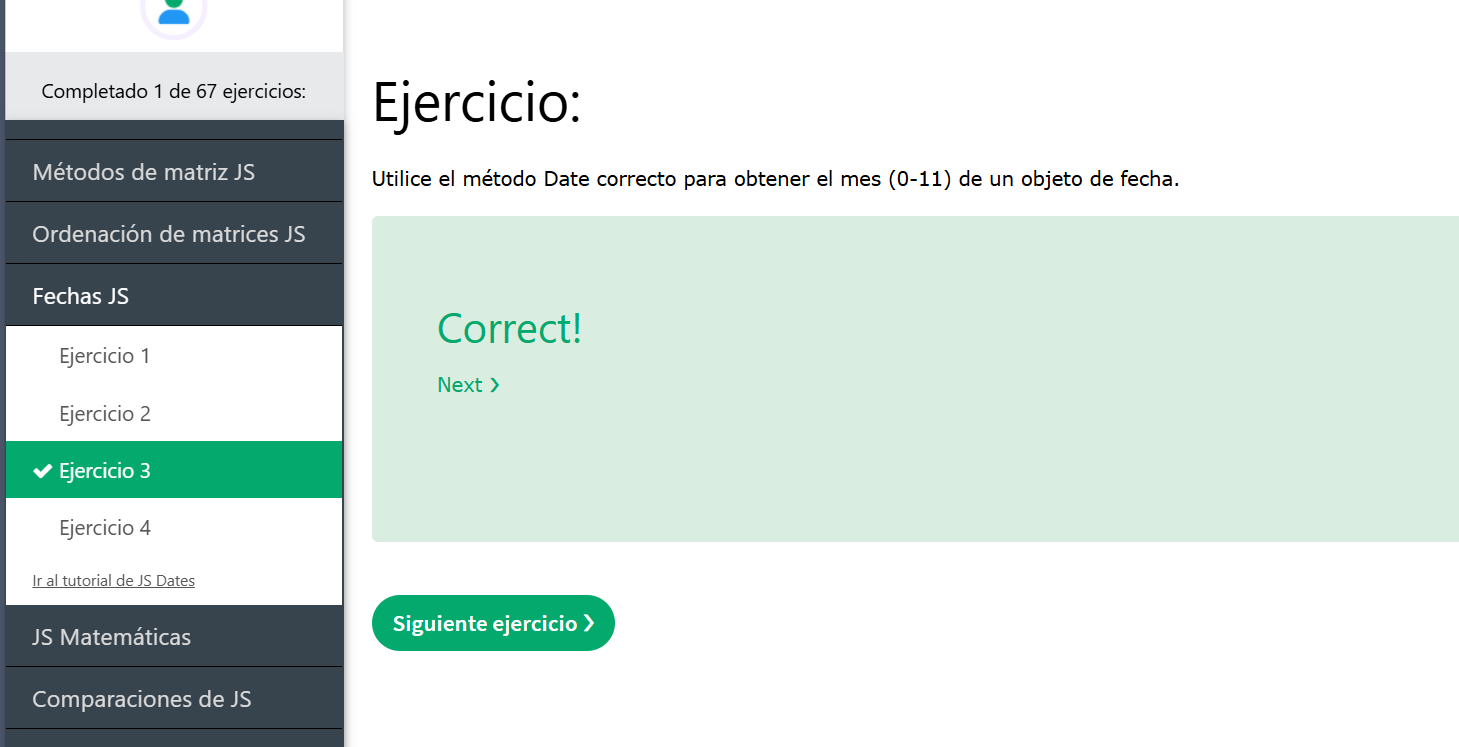 Completado 1 de 67 ejercicios:
Métodos de matriz JS
Ordenación de matrices JS
Fechas JS
Ejercicio 1
Ejercicio 2
Ejercicio 3
Ejercicio 4
Ir al tutorial de JS Dates
JS Matemáticas
Comparaciones de JS
Ejercicio:
Utilice el método Date correcto para obtener el mes (0-11) de un objeto de fecha.
Correct!
Next ❯
Siguiente ejercicio ❯